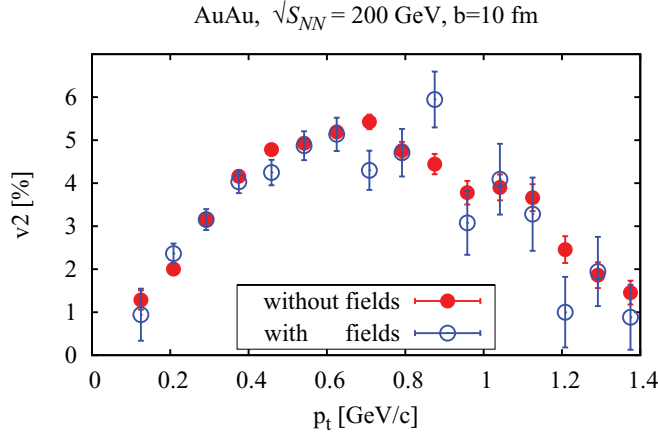 AuAu, √S_NN = 200 GeV, b=10 fm
v2 [%]
6
5
4
3
2
1
0
without fields
with fields
0 0.2 0.4 0.6 0.8 1 1.2 1.4
p_t [GeV/c]